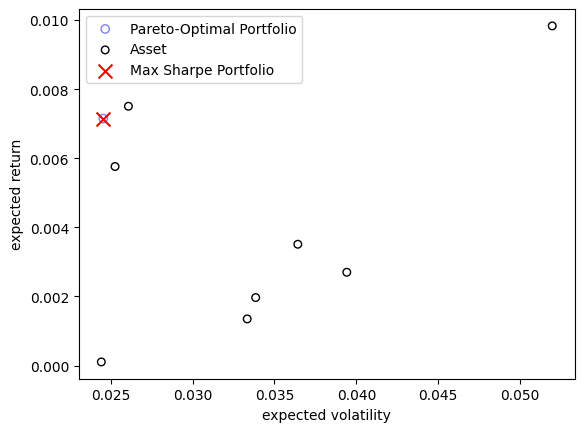 0.010
0.008
0.006
0.004
0.002
0.000
expected return
Pareto-Optimal Portfolio
Asset
Max Sharpe Portfolio
0.025
0.030
0.035
0.040
0.045
0.050
expected volatility